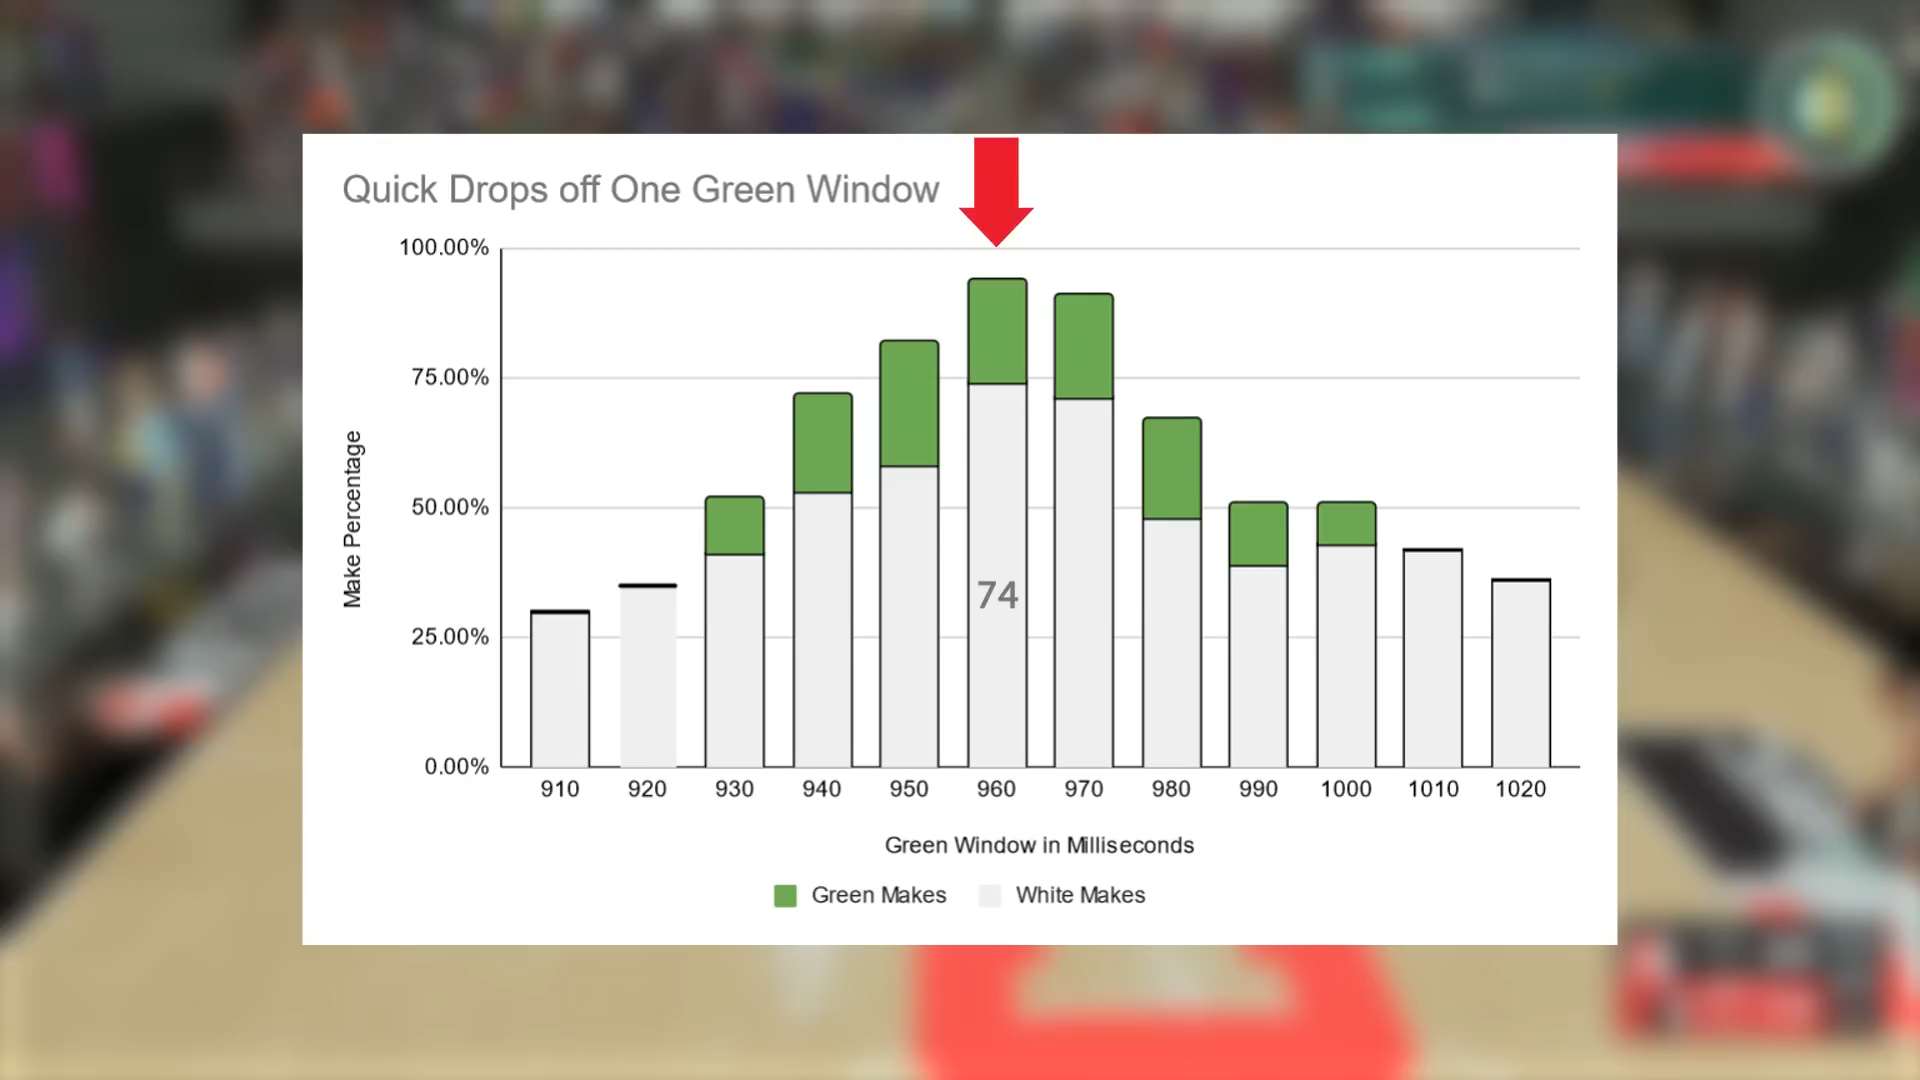 Quick Drops off One Green Window
100.00%
75.00%
50.00%
25.00%
0.00%
Make Percentage
74
910 920 930 940 950 960 970 980 990 1000 1010 1020
Green Window in Milliseconds
Green Makes White Makes